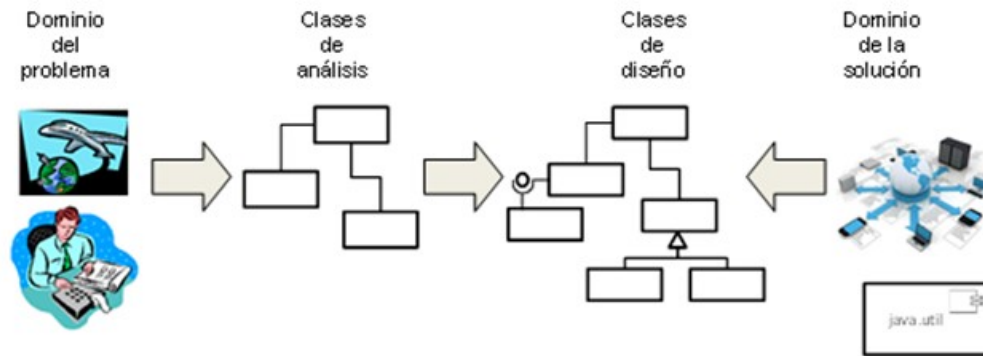 Dominio
del
problema
Clases
de
análisis
Clases
de
diseño
Dominio
de la
solución
java.util